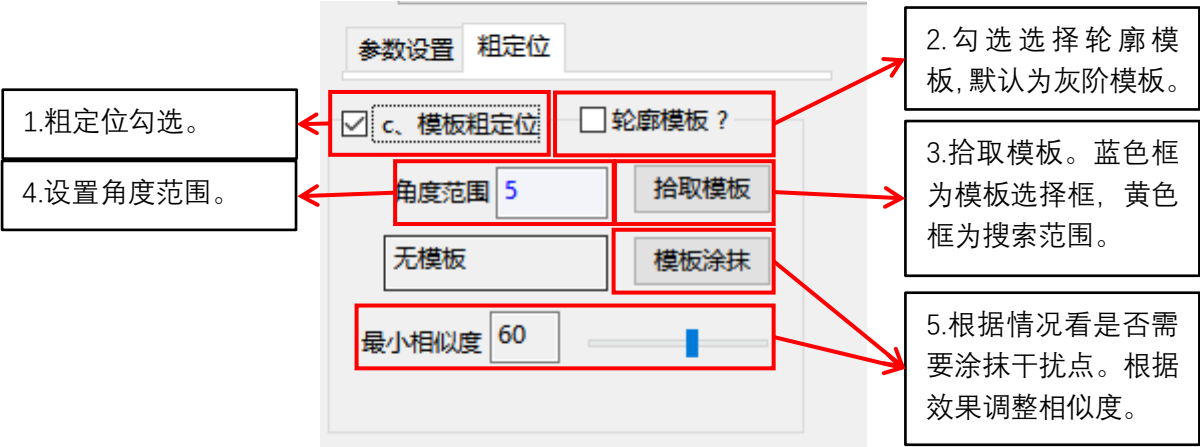 参数设置 粗定位
1.粗定位勾选。
c、模板粗定位
轮廓模板？
2.勾选选择轮廓模
板,默认为灰阶模板。
4.设置角度范围。
角度范围 5
拾取模板
3.拾取模板。蓝色框
为模板选择框，黄色
框为搜索范围。
无模板
模板涂抹
最小相似度 60
5.根据情况看是否需
要涂抹干扰点。根据
效果调整相似度。